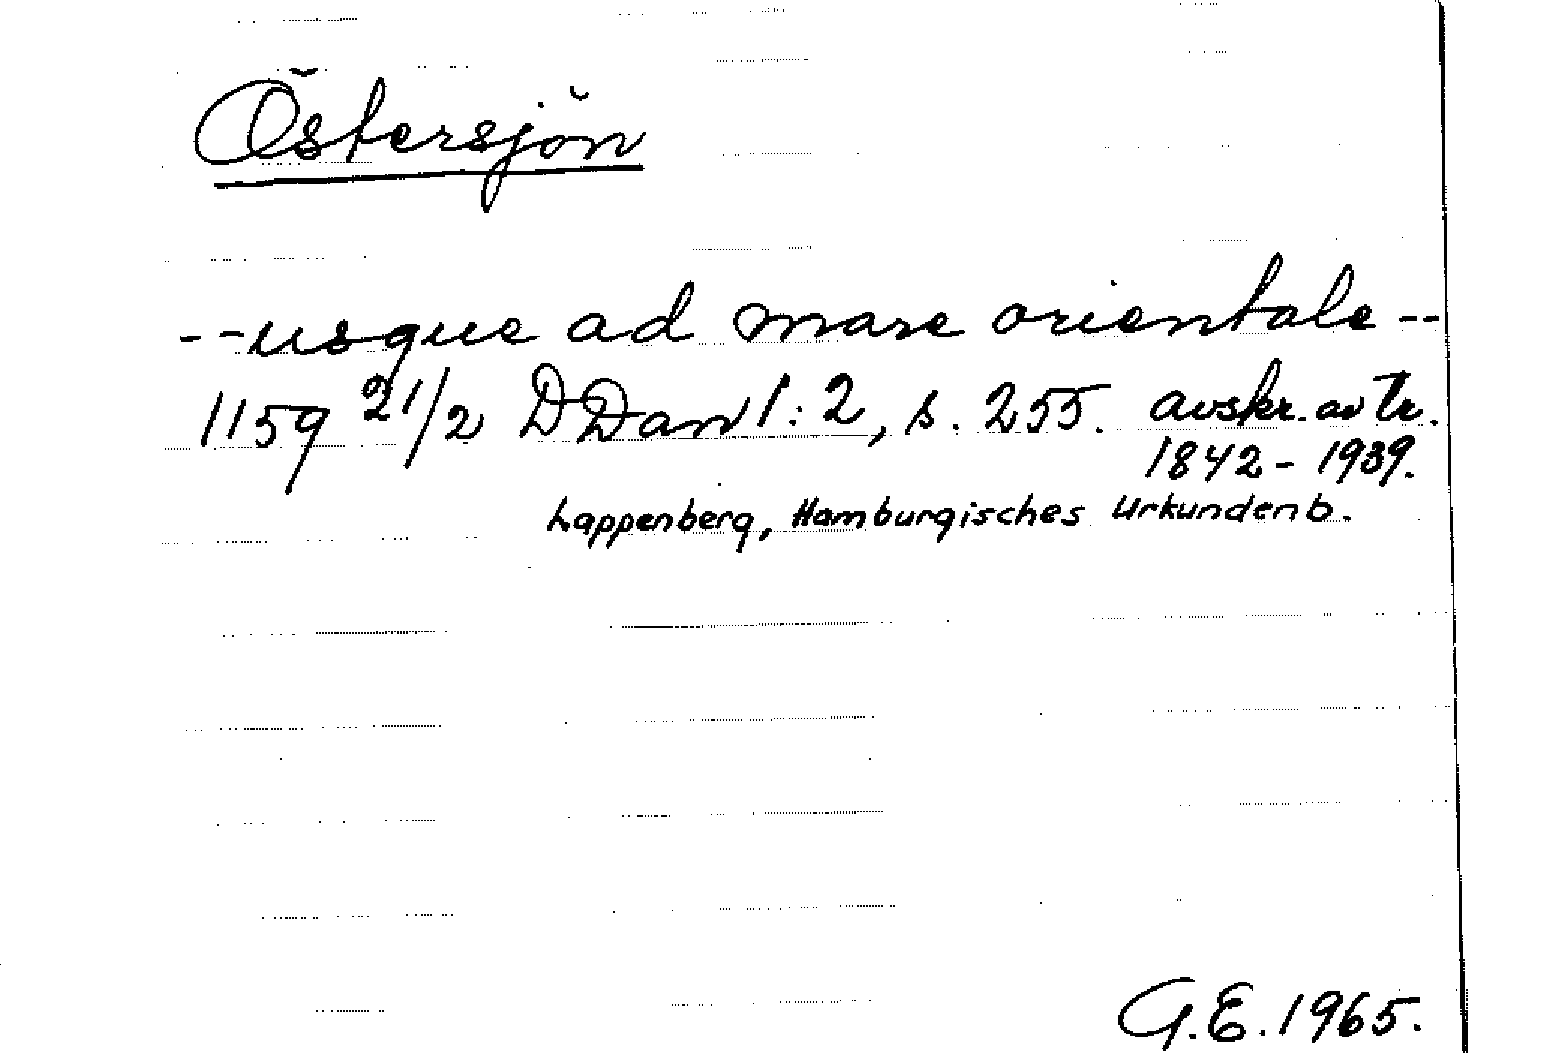 Östersjön
--usque ad mare orientale--
1159 21/2 DDan I:2, s. 255. avskr. av tr.
1842-1939.
Lappenberg, Hamburgisches Urkundenb.
G.E. 1965.